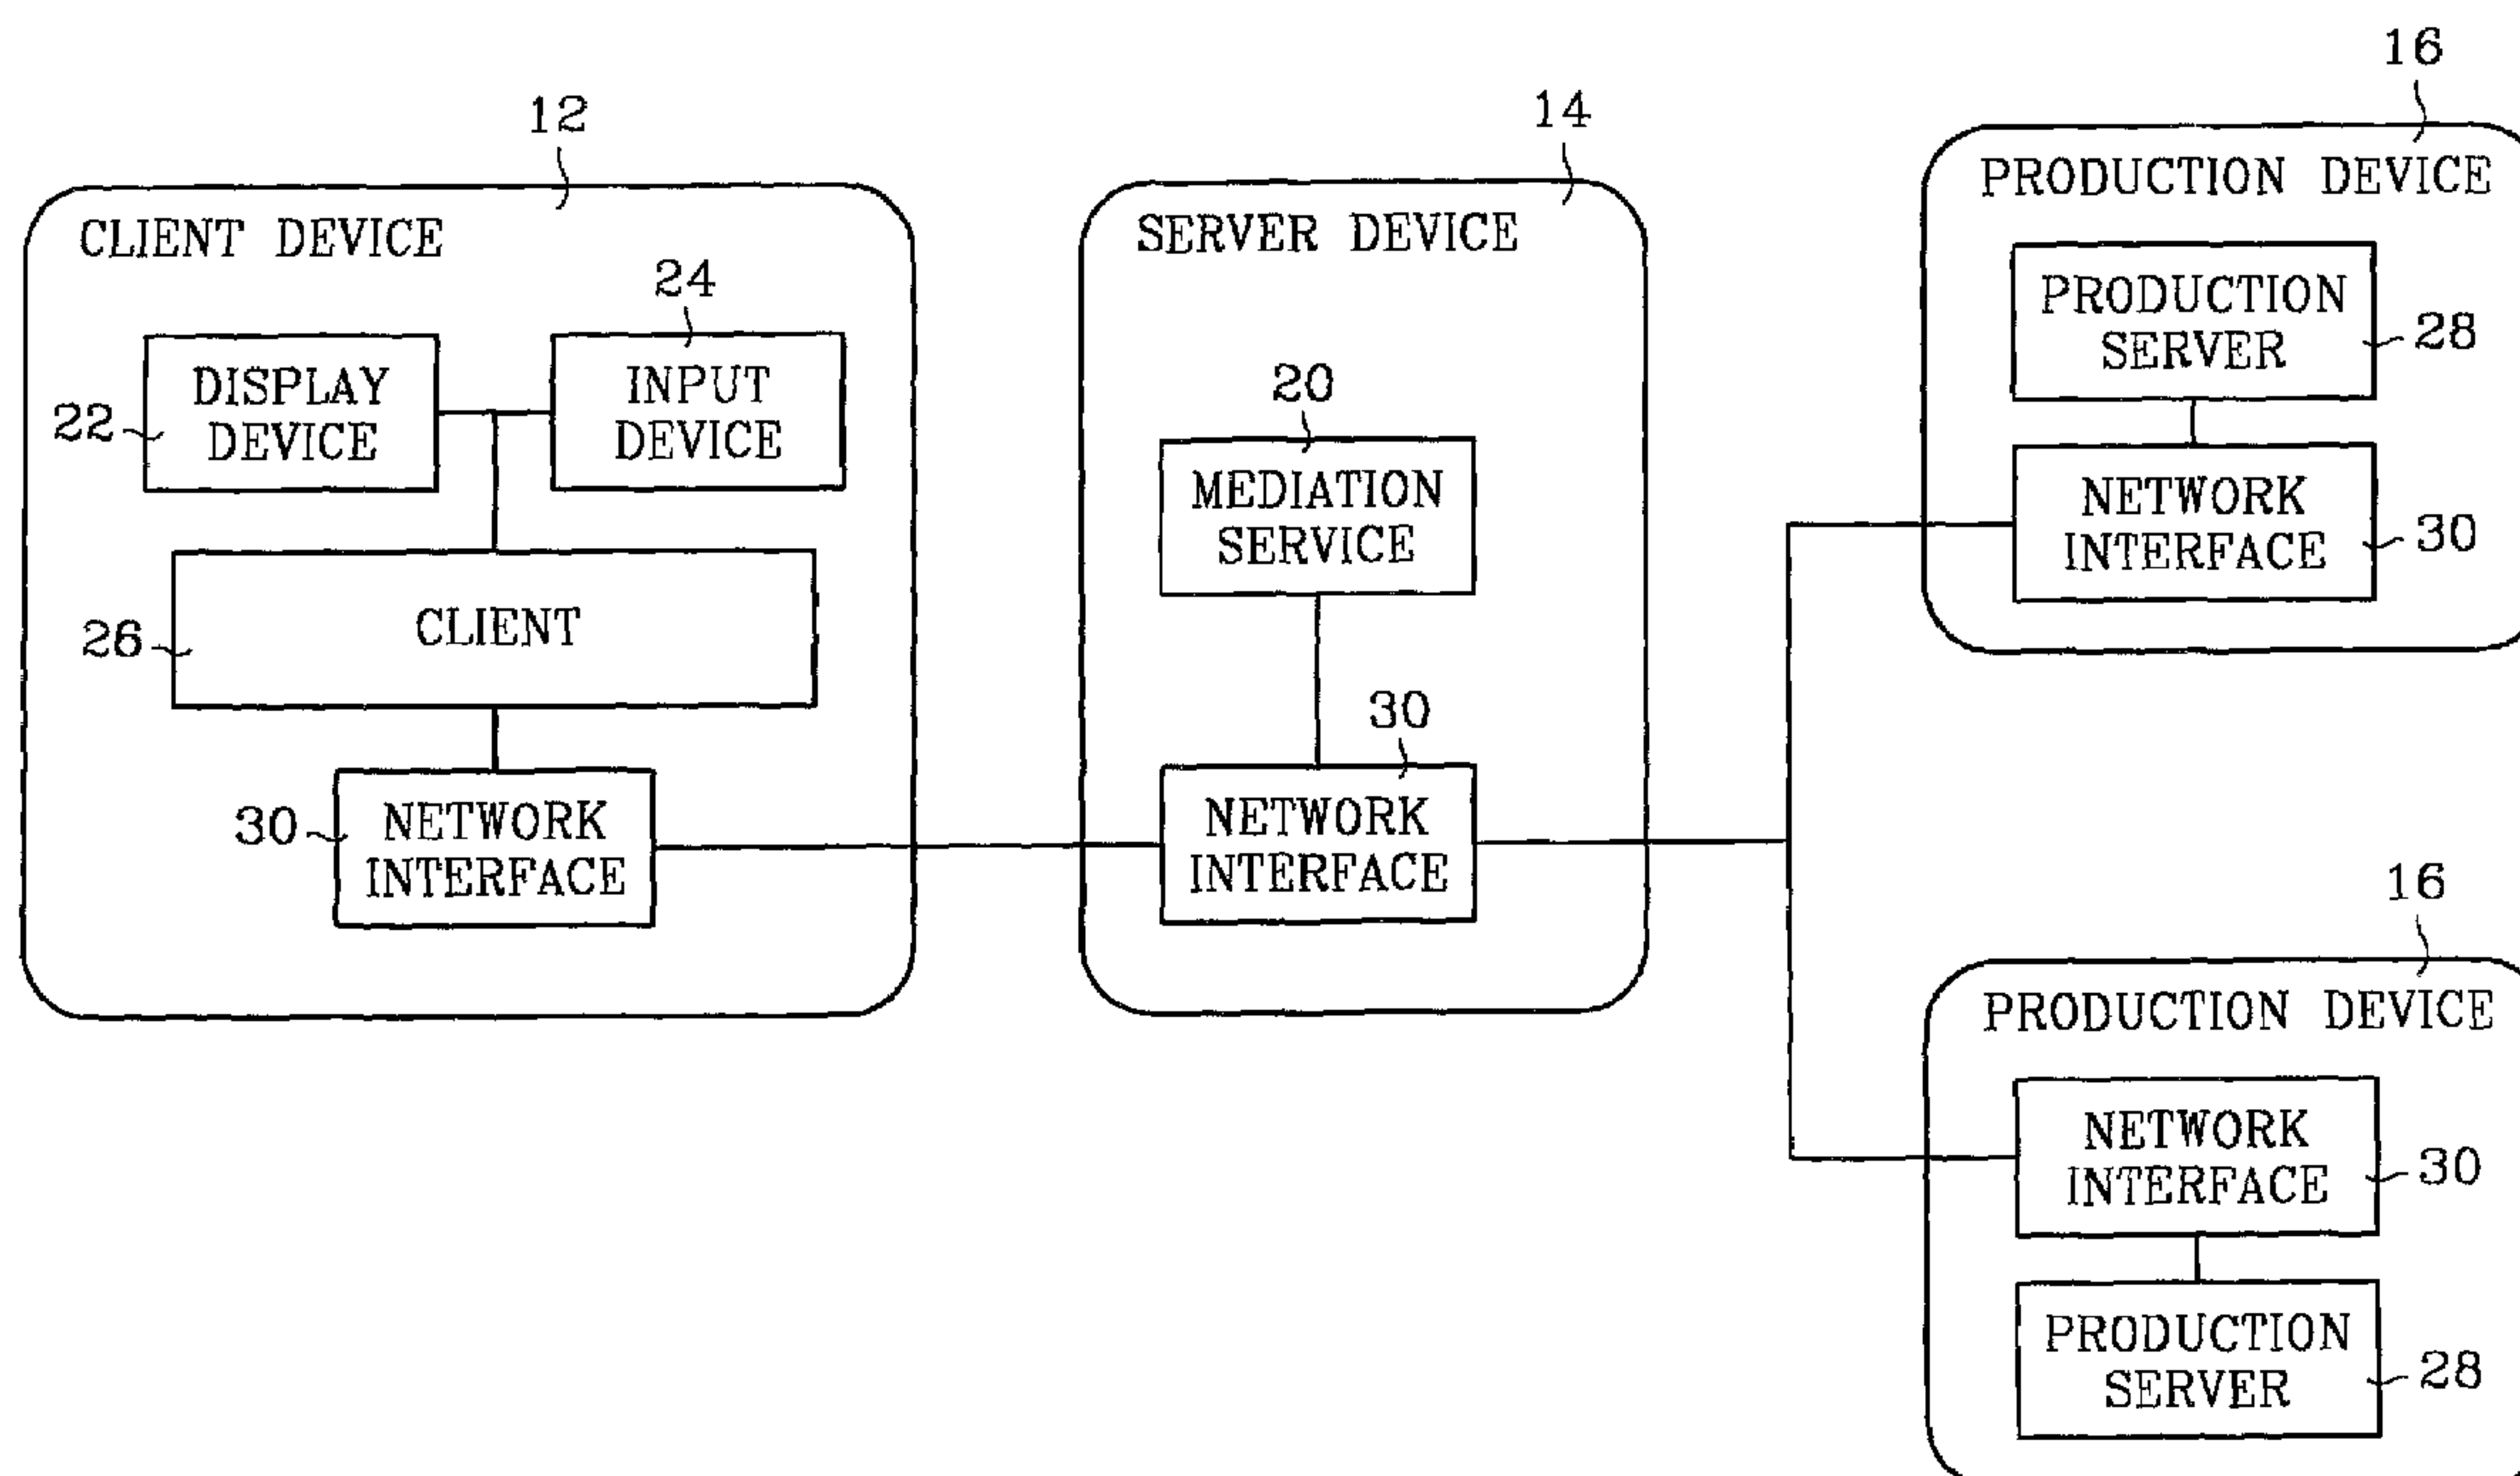 12
CLIENT DEVICE
24
DISPLAY
DEVICE
22
INPUT
DEVICE
CLIENT
26
30
NETWORK
INTERFACE
14
SERVER DEVICE
20
MEDIATION
SERVICE
30
NETWORK
INTERFACE
16
PRODUCTION DEVICE
PRODUCTION
SERVER
28
NETWORK
INTERFACE
30
16
PRODUCTION DEVICE
NETWORK
INTERFACE
30
PRODUCTION
SERVER
28